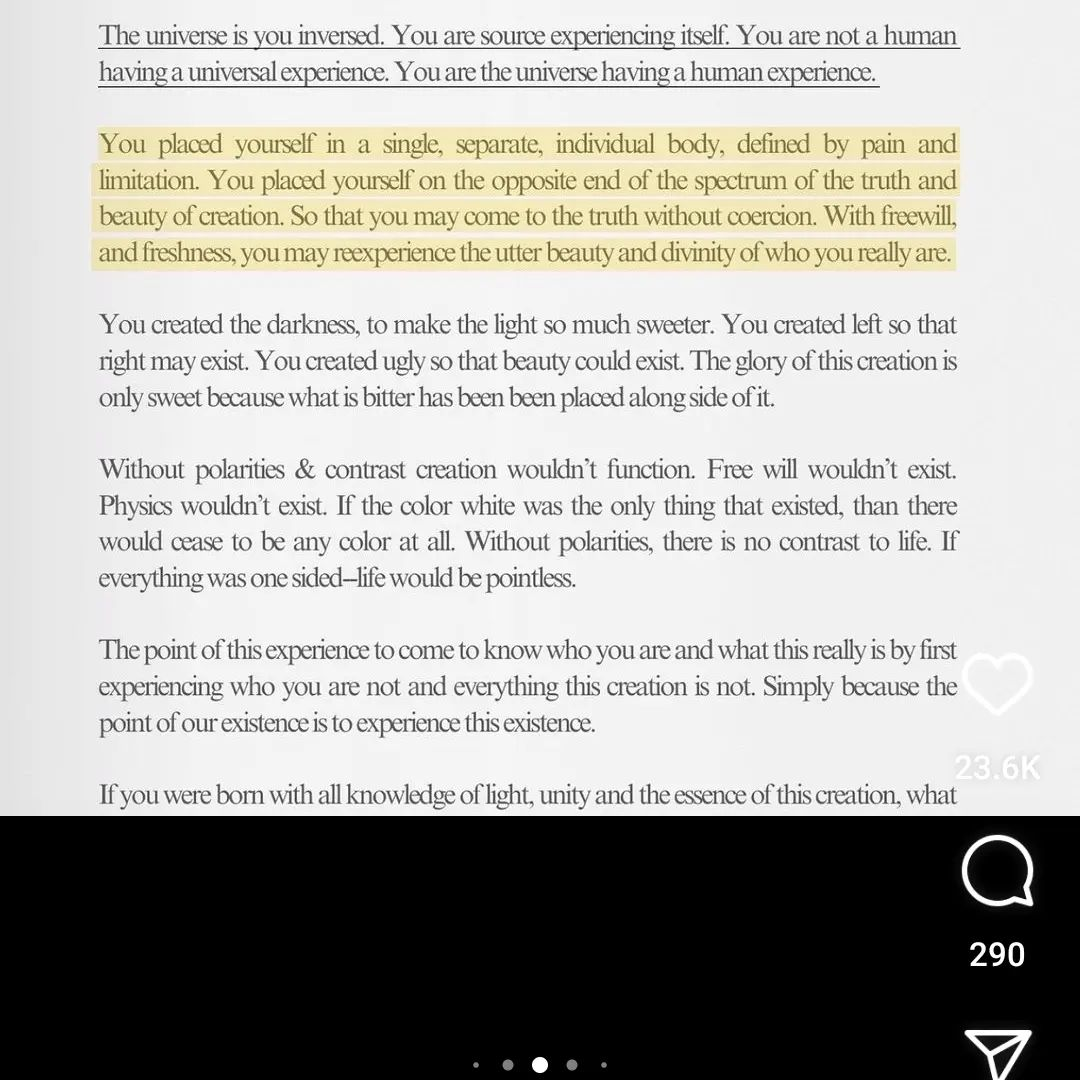 The universe is you inversed. You are source experiencing itself. You are not a human
having a universal experience. You are the universe having a human experience.
You placed yourself in a single, separate, individual body, defined by pain and
limitation. You placed yourself on the opposite end of the spectrum of the truth and
beauty of creation. So that you may come to the truth without coercion. With freewill,
and freshness, you may reexperience the utter beauty and divinity of who you really are.
You created the darkness, to make the light so much sweeter. You created left so that
right may exist. You created ugly so that beauty could exist. The glory of this creation is
only sweet because what is bitter has been been placed along side of it.
Without polarities & contrast creation wouldn’t function. Free will wouldn’t exist.
Physics wouldn’t exist. If the color white was the only thing that existed, than there
would cease to be any color at all. Without polarities, there is no contrast to life. If
everything was one sided–life would be pointless.
The point of this experience to come to know who you are and what this really is by first
experiencing who you are not and everything this creation is not. Simply because the
point of our existence is to experience this existence.
If you were born with all knowledge of light, unity and the essence of this creation, what
23.6K
290